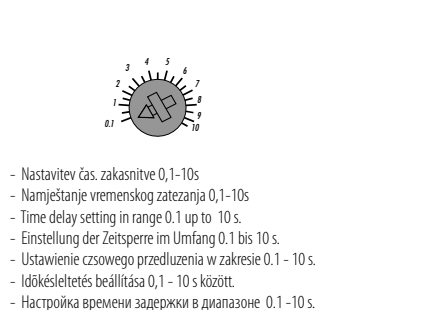 0.1
1
2
3
4
5
6
7
8
9
10
- Nastavitev čas. zakasnitve 0,1-10s
- Namještanje vremenskog zatezanja 0,1-10s
- Time delay setting in range 0.1 up to 10 s.
- Einstellung der Zeitsperre im Umfang 0.1 bis 10 s.
- Ustawienie czsowego przedluzenia w zakresie 0.1 - 10 s.
- Idõkésleltetés beállítása 0,1 - 10 s között.
- Настройка времени задержки в диапазоне 0.1 -10 s.